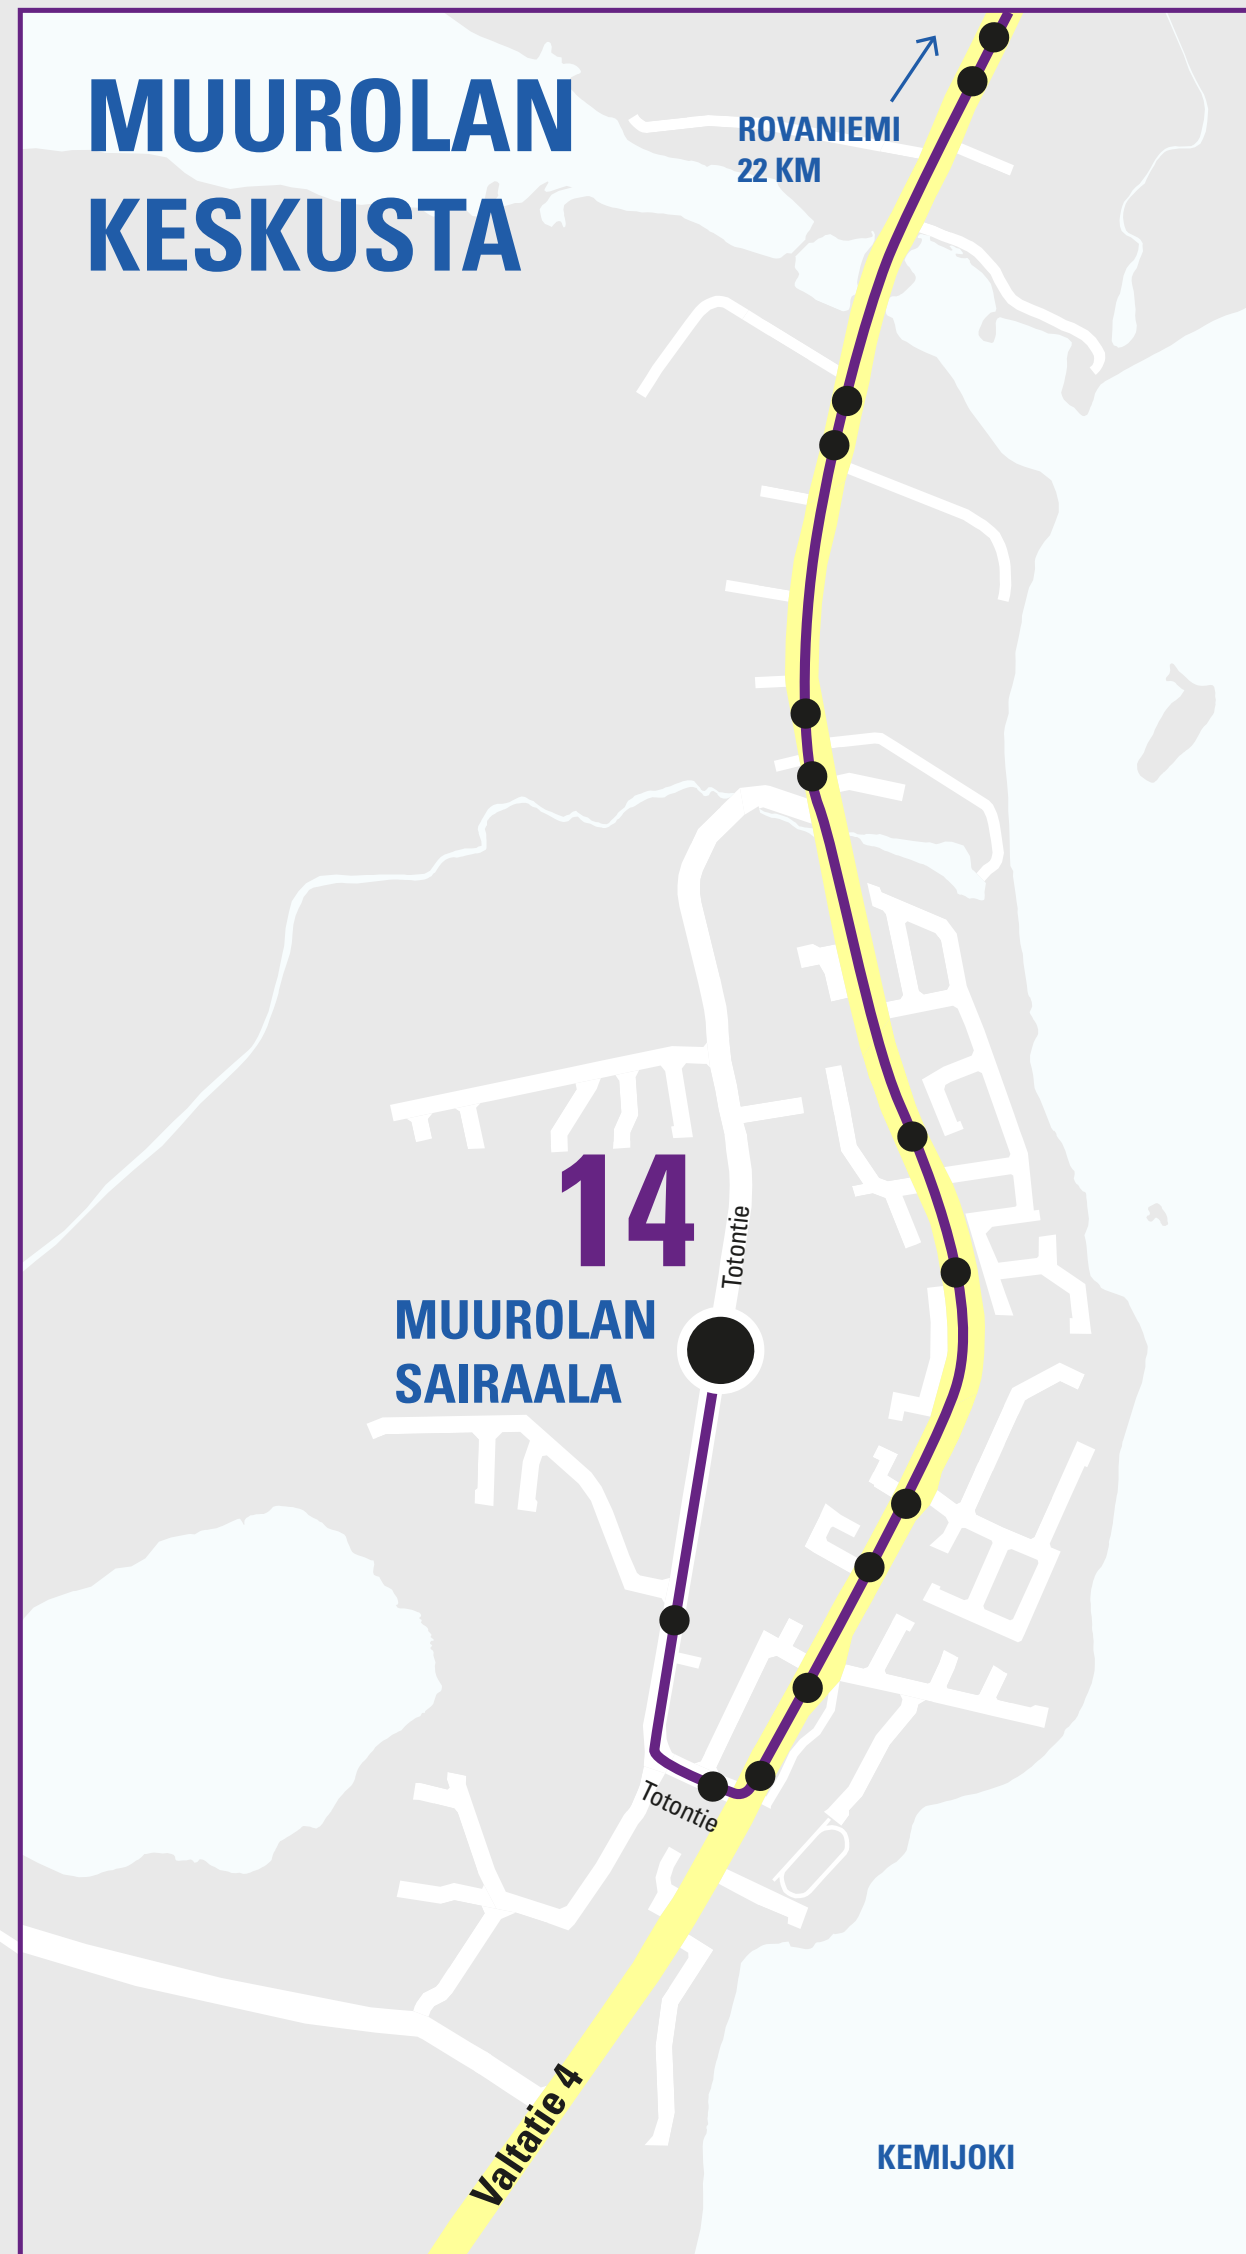 MUUROLAN
KESKUSTA
ROVANIEMI
22 KM
14
Totontie
MUUROLAN
SAIRAALA
Totontie
Valtatie 4
KEMIJOKI